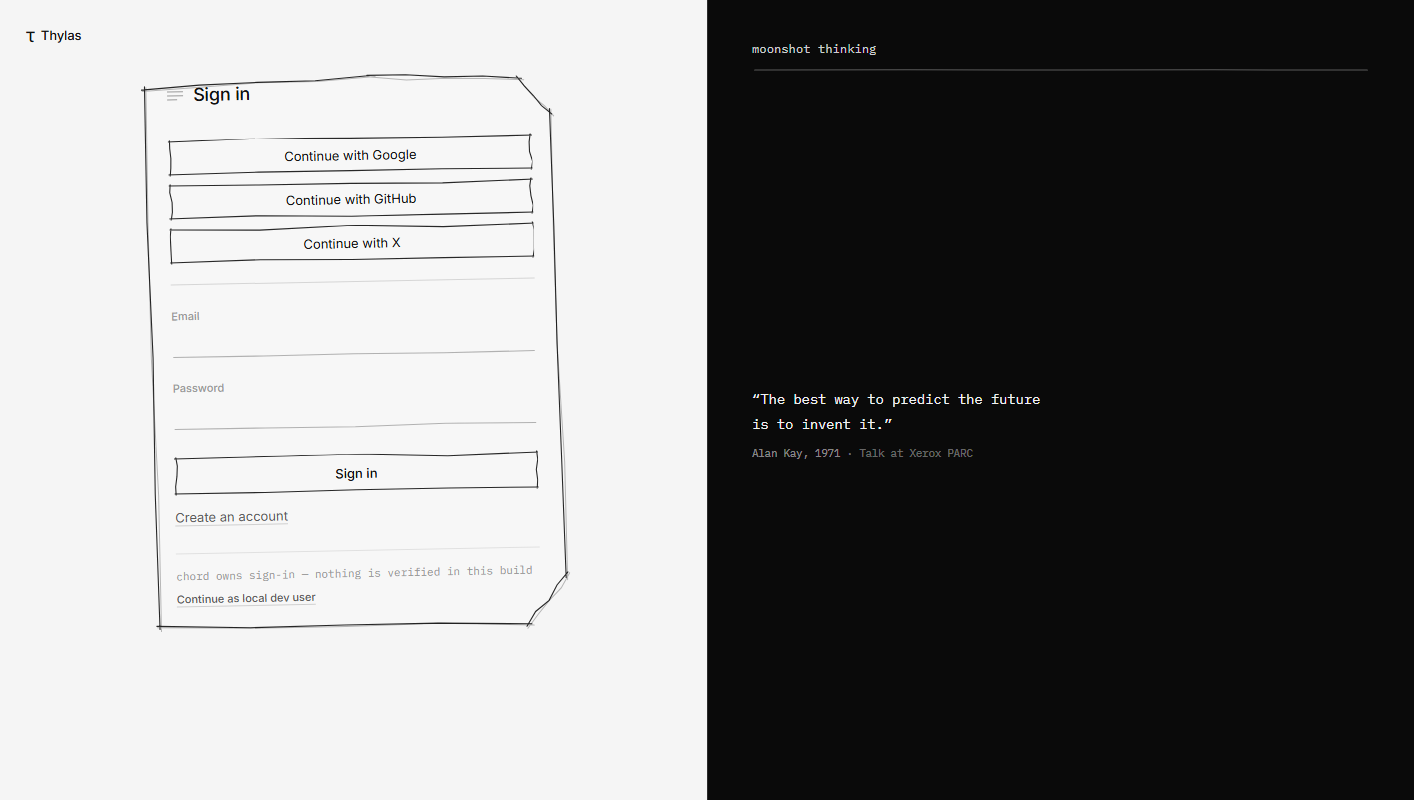 τ Thylas
Sign in
Continue with Google
Continue with GitHub
Continue with X
Email
Password
Sign in
Create an account
chord owns sign-in — nothing is verified in this build
Continue as local dev user
moonshot thinking
“The best way to predict the future
is to invent it.”
Alan Kay, 1971 · Talk at Xerox PARC